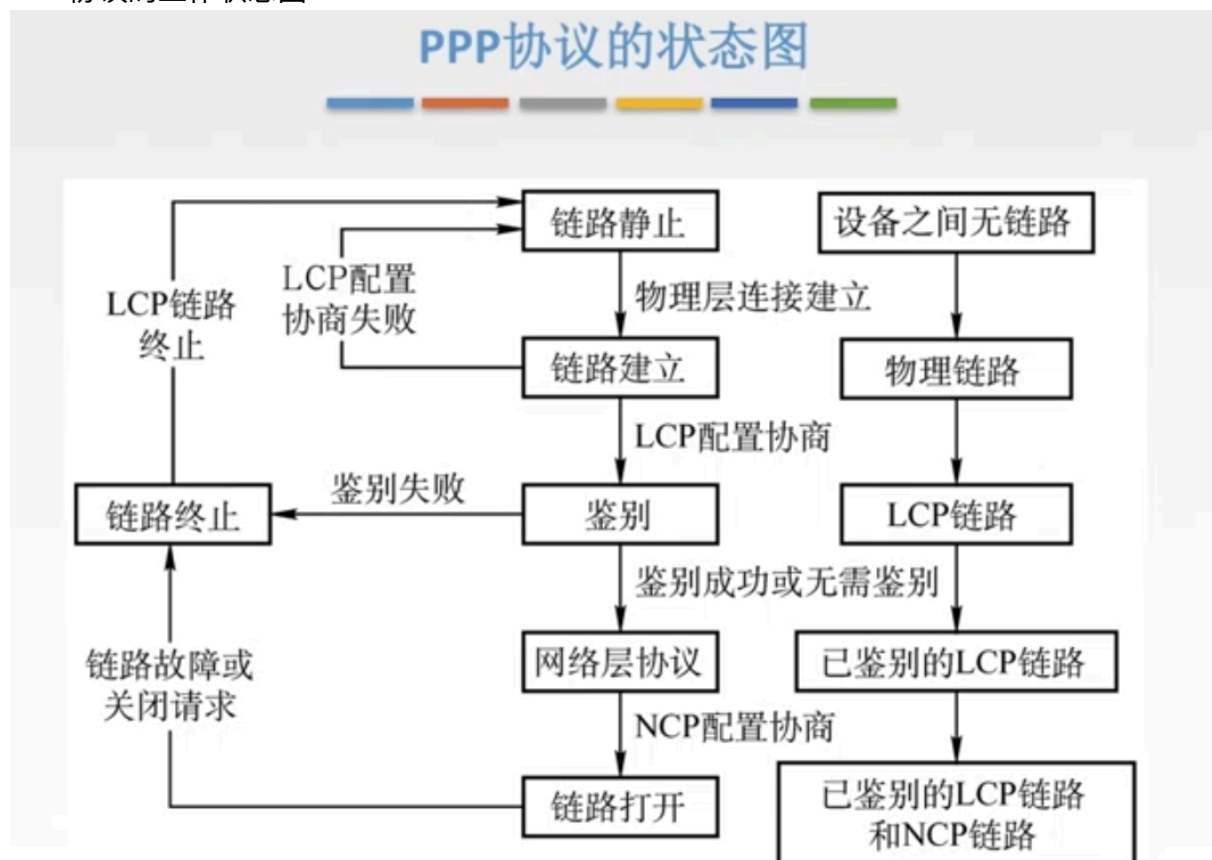 PPP协议的状态图
链路静止
设备之间无链路
LCP链路
终止
LCP配置
协商失败
物理层连接建立
链路建立
物理链路
LCP配置协商
链路终止
鉴别失败
鉴别
LCP链路
鉴别成功或无需鉴别
链路故障或
关闭请求
网络层协议
已鉴别的LCP链路
NCP配置协商
链路打开
已鉴别的LCP链路
和NCP链路